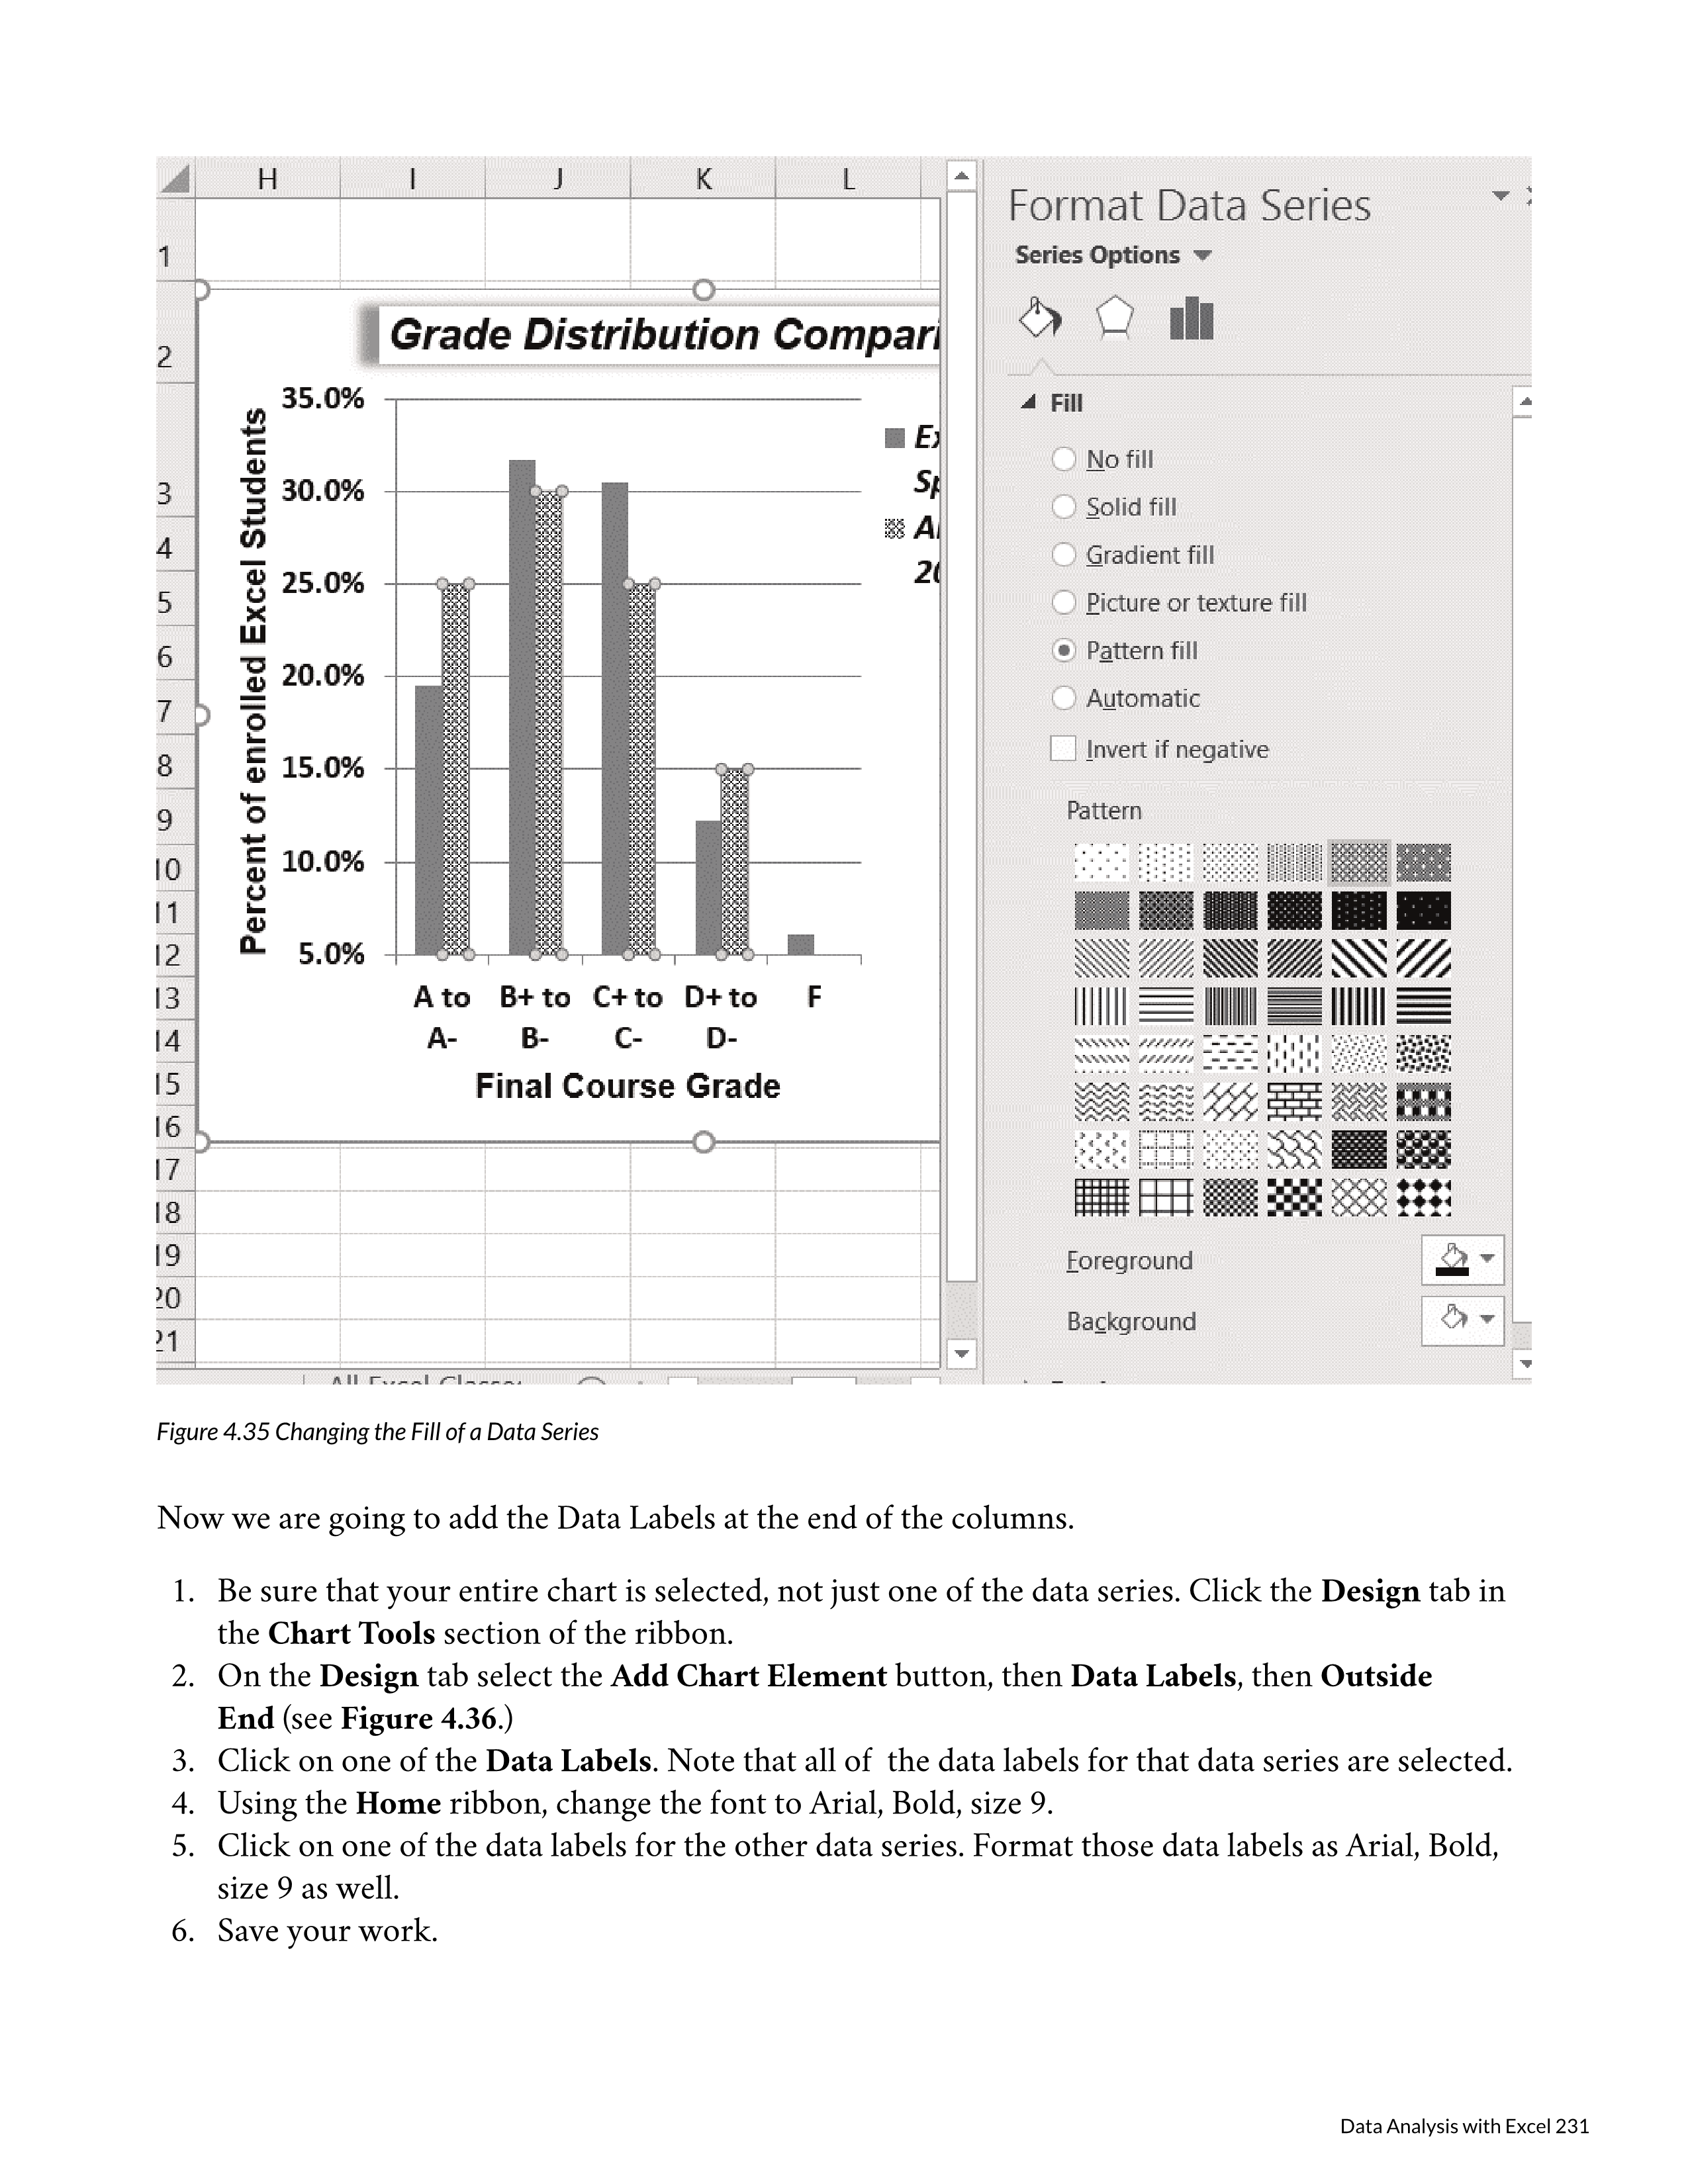 H I J K L
1
2
3
4
5
6
7
8
9
10
11
12
13
14
15
16
17
18
19
20
21
Grade Distribution Compari
Percent of enrolled Excel Students
35.0%
30.0%
25.0%
20.0%
15.0%
10.0%
5.0%
Ex
Sp
20
A to B+ to C+ to D+ to F
A- B- C- D-
Final Course Grade
All Excel Classes
Format Data Series
Series Options
Fill
No fill
Solid fill
Gradient fill
Picture or texture fill
Pattern fill
Automatic
Invert if negative
Pattern
Foreground
Background
Figure 4.35 Changing the Fill of a Data Series
Now we are going to add the Data Labels at the end of the columns.
1. Be sure that your entire chart is selected, not just one of the data series. Click the Design tab in
the Chart Tools section of the ribbon.
2. On the Design tab select the Add Chart Element button, then Data Labels, then Outside
End (see Figure 4.36.)
3. Click on one of the Data Labels. Note that all of the data labels for that data series are selected.
4. Using the Home ribbon, change the font to Arial, Bold, size 9.
5. Click on one of the data labels for the other data series. Format those data labels as Arial, Bold,
size 9 as well.
6. Save your work.
Data Analysis with Excel 231